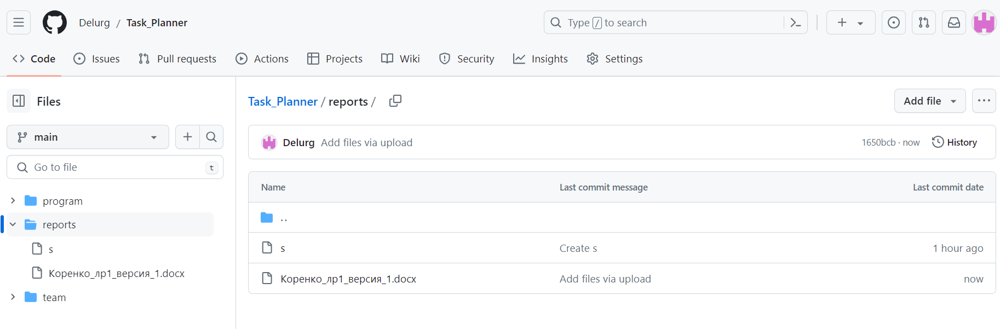 Delurg / Task_Planner
Type / to search
Code Issues Pull requests Actions Projects Wiki Security Insights Settings
Files
main
Go to file t
program
reports
s
Коренко_лр1_версия_1.docx
team
Task_Planner / reports /
Add file
Delurg Add files via upload 1650bcb · now History
Name Last commit message Last commit date
..
s Create s 1 hour ago
Коренко_лр1_версия_1.docx Add files via upload now